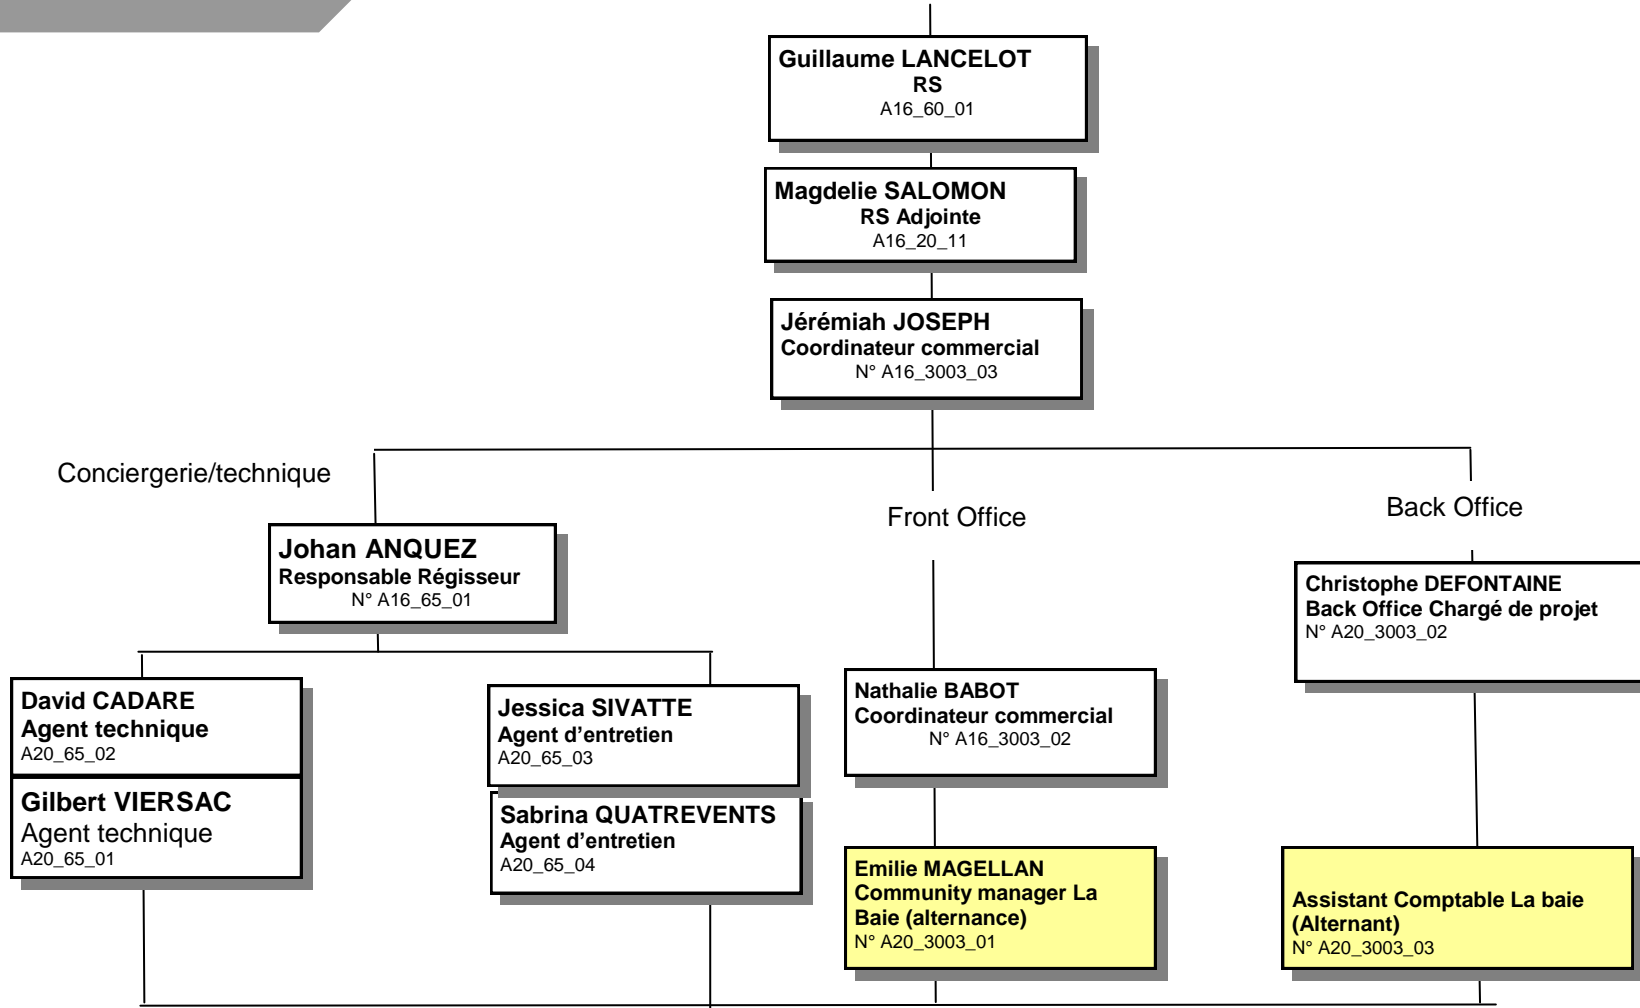 Guillaume LANCELOT
RS
A16_60_01
Magdelie SALOMON
RS Adjointe
A16_20_11
Jérémiah JOSEPH
Coordinateur commercial
N° A16_3003_03
Conciergerie/technique
Front Office
Back Office
Johan ANQUEZ
Responsable Régisseur
N° A16_65_01
Christophe DEFONTAINE
Back Office Chargé de projet
N° A20_3003_02
David CADARE
Agent technique
A20_65_02
Gilbert VIERSAC
Agent technique
A20_65_01
Jessica SIVATTE
Agent d’entretien
A20_65_03
Sabrina QUATREVENTS
Agent d’entretien
A20_65_04
Nathalie BABOT
Coordinateur commercial
N° A16_3003_02
Emilie MAGELLAN
Community manager La
Baie (alternance)
N° A20_3003_01
Assistant Comptable La baie
(Alternant)
N° A20_3003_03